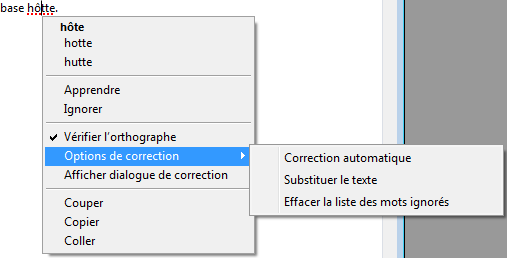 base hôtte.
hôte
hotte
hutte
Apprendre
Ignorer
Vérifier l'orthographe
Options de correction
Afficher dialogue de correction
Couper
Copier
Coller
Correction automatique
Substituer le texte
Effacer la liste des mots ignorés